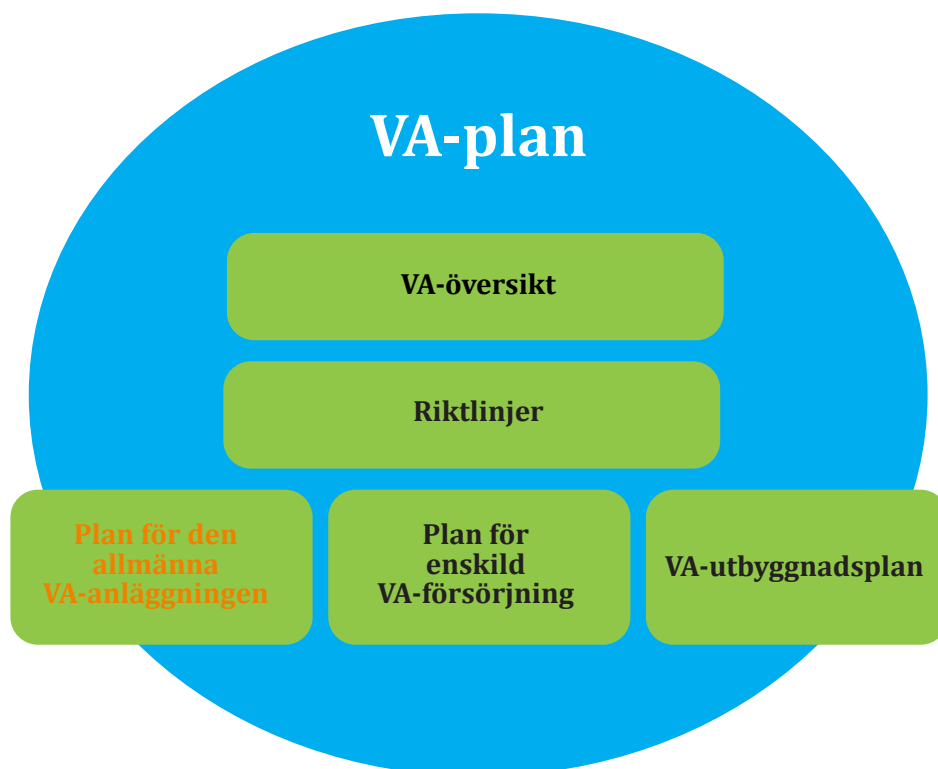 VA-plan
VA-översikt
Riktlinjer
Plan för den
allmänna
VA-anläggningen
Plan för
enskild
VA-försörjning
VA-utbyggnadsplan